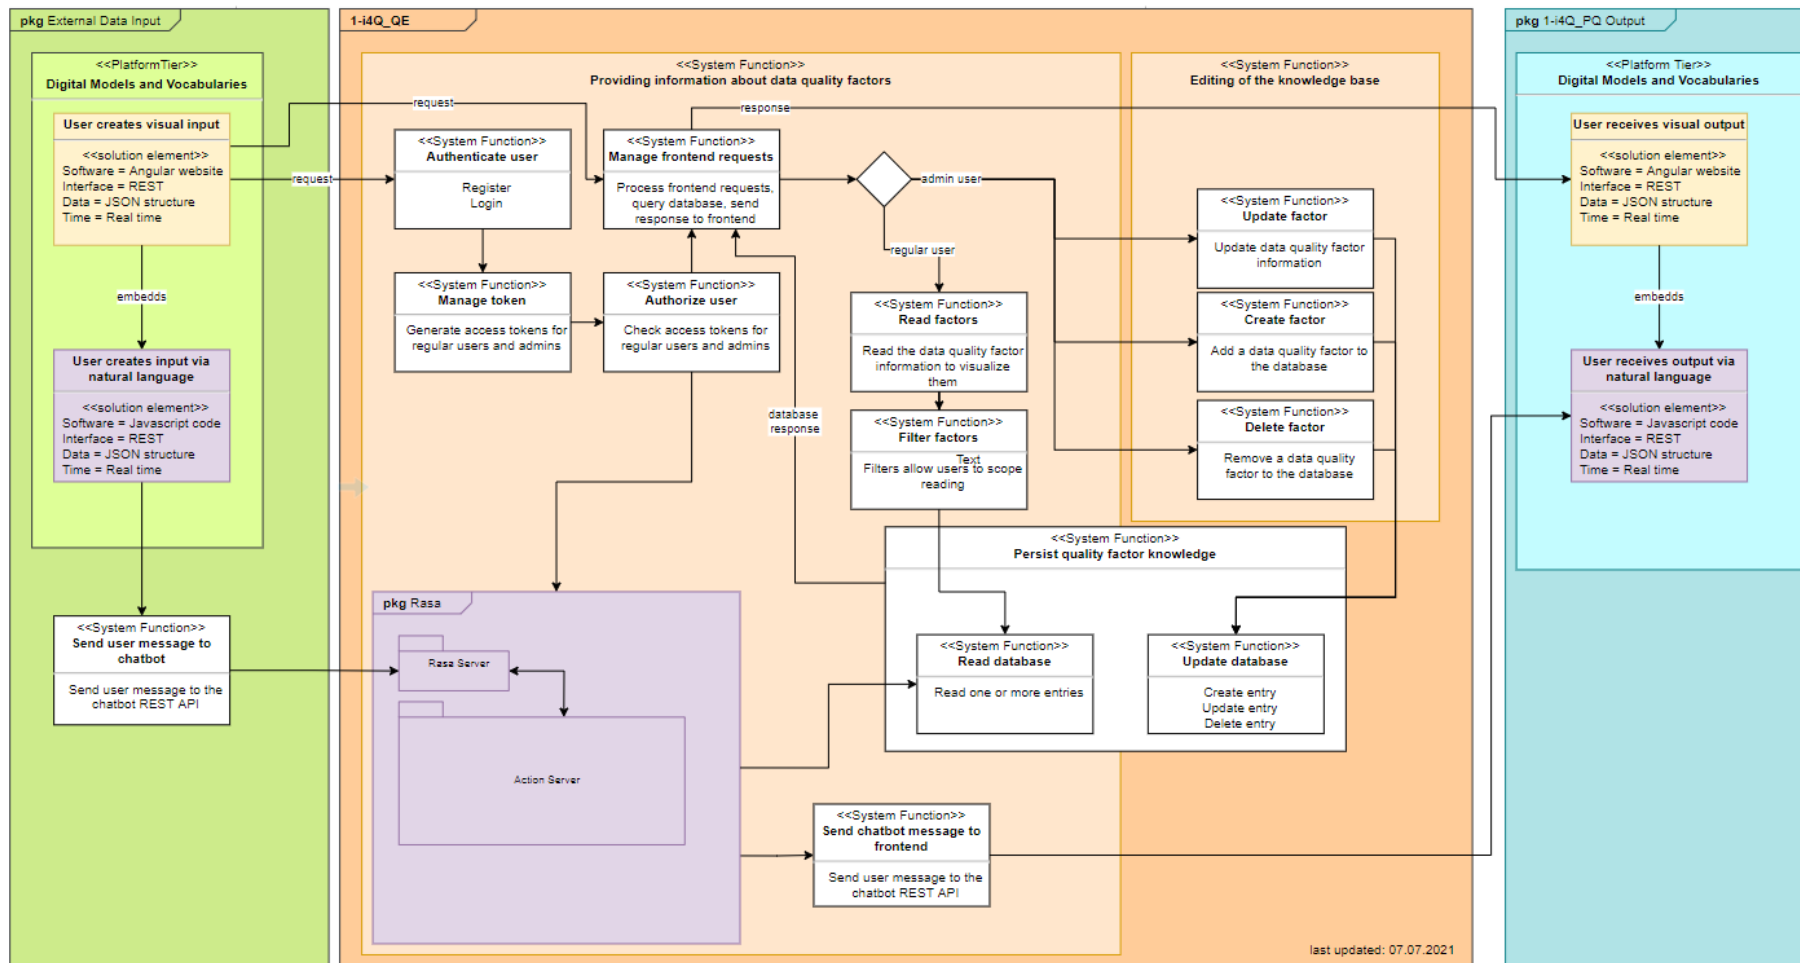 pkg External Data Input
<<PlatformTier>>
Digital Models and Vocabularies
User creates visual input
<<solution element>>
Software = Angular website
Interface = REST
Data = JSON structure
Time = Real time
embedds
User creates input via
natural language
<<solution element>>
Software = Javascript code
Interface = REST
Data = JSON structure
Time = Real time
<<System Function>>
Send user message to
chatbot
Send user message to the
chatbot REST API
1-i4Q_QE
<<System Function>>
Providing information about data quality factors
request
request
response
<<System Function>>
Authenticate user
Register
Login
<<System Function>>
Manage frontend requests
Process frontend requests,
query database, send
response to frontend
admin user
regular user
<<System Function>>
Manage token
Generate access tokens for
regular users and admins
<<System Function>>
Authorize user
Check access tokens for
regular users and admins
<<System Function>>
Read factors
Read the data quality factor
information to visualize
them
database
response
<<System Function>>
Filter factors
Text
Filters allow users to scope
reading
<<System Function>>
Editing of the knowledge base
<<System Function>>
Update factor
Update data quality factor
information
<<System Function>>
Create factor
Add a data quality factor to
the database
<<System Function>>
Delete factor
Remove a data quality
factor to the database
<<System Function>>
Persist quality factor knowledge
<<System Function>>
Read database
Read one or more entries
<<System Function>>
Update database
Create entry
Update entry
Delete entry
pkg Rasa
Rasa Server
Action Server
<<System Function>>
Send chatbot message to
frontend
Send user message to the
chatbot REST API
last updated: 07.07.2021
pkg 1-i4Q_PQ Output
<<Platform Tier>>
Digital Models and Vocabularies
User receives visual output
<<solution element>>
Software = Angular website
Interface = REST
Data = JSON structure
Time = Real time
embedds
User receives output via
natural language
<<solution element>>
Software = Javascript code
Interface = REST
Data = JSON structure
Time = Real time